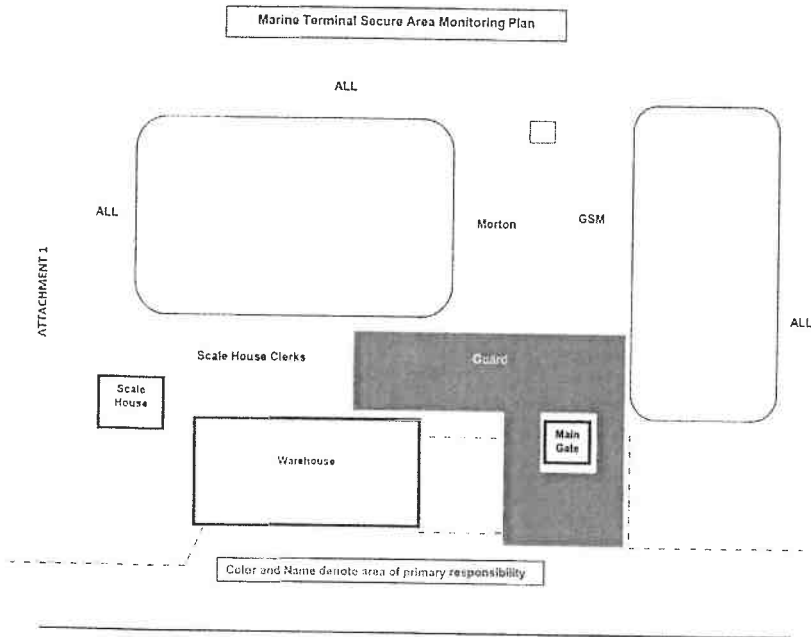 Marine Terminal Secure Area Monitoring Plan
ALL
ALL
Morton
GSM
ATTACHMENT 1
ALL
Scale House Clerks
Guard
Scale
House
Main
Gate
Warehouse
Color and Name denote area of primary responsibility